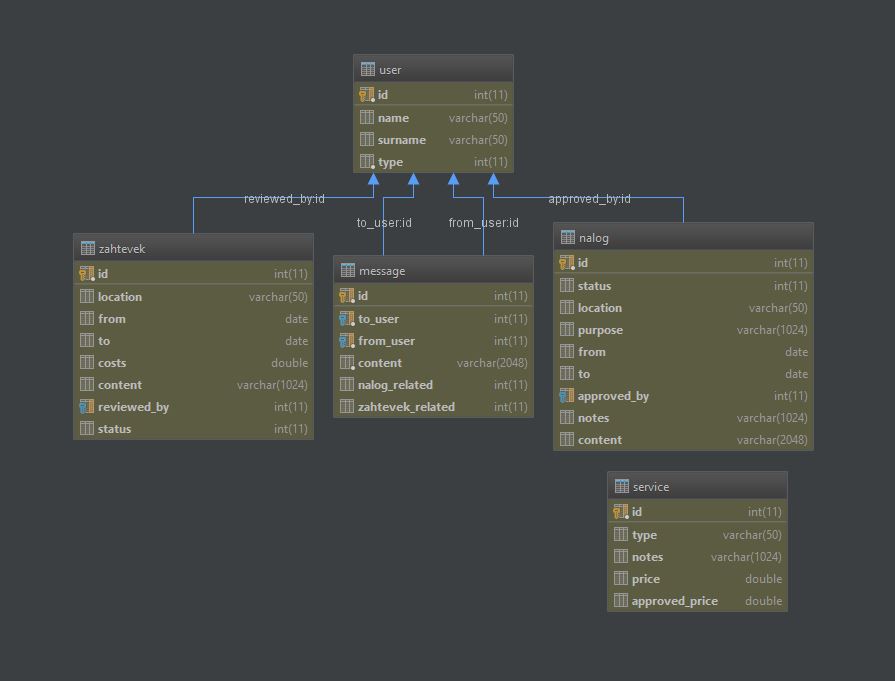 user
id int(11)
name varchar(50)
surname varchar(50)
type int(11)
reviewed_by:id
to_user:id
from_user:id
approved_by:id
zahtevek
id int(11)
location varchar(50)
from date
to date
costs double
content varchar(1024)
reviewed_by int(11)
status int(11)
message
id int(11)
to_user int(11)
from_user int(11)
content varchar(2048)
nalog_related int(11)
zahtevek_related int(11)
nalog
id int(11)
status int(11)
location varchar(50)
purpose varchar(1024)
from date
to date
approved_by int(11)
notes varchar(1024)
content varchar(2048)
service
id int(11)
type varchar(50)
notes varchar(1024)
price double
approved_price double